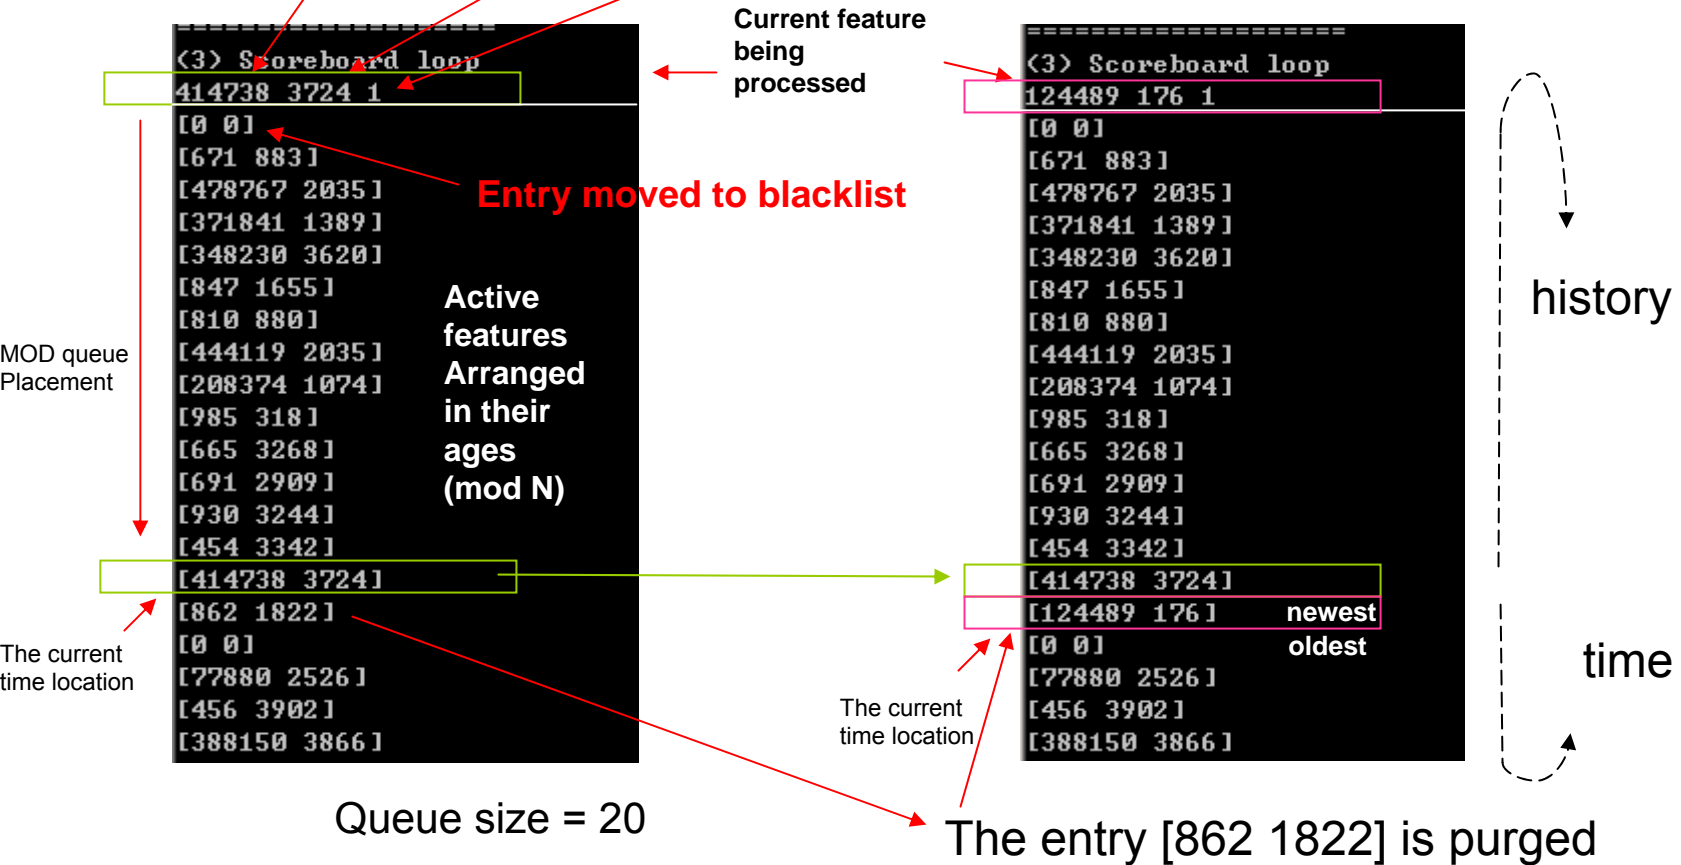 ====================
(3) Scoreboard loop
414738 3724 1
[0 0]
[671 883]
[478767 2035]
[371841 1389]
[348230 3620]
[847 1655]
[810 880]
[444119 2035]
[208374 1074]
[985 318]
[665 3268]
[691 2909]
[930 3244]
[454 3342]
[414738 3724]
[862 1822]
[0 0]
[77880 2526]
[456 3902]
[388150 3866]
Current feature
being
processed
Entry moved to blacklist
Active
features
Arranged
in their
ages
(mod N)
MOD queue
Placement
The current
time location
Queue size = 20
====================
(3) Scoreboard loop
124489 176 1
[0 0]
[671 883]
[478767 2035]
[371841 1389]
[348230 3620]
[847 1655]
[810 880]
[444119 2035]
[208374 1074]
[985 318]
[665 3268]
[691 2909]
[930 3244]
[454 3342]
[414738 3724]
[124489 176] newest
[0 0] oldest
[77880 2526]
[456 3902]
[388150 3866]
The current
time location
history
time
The entry [862 1822] is purged